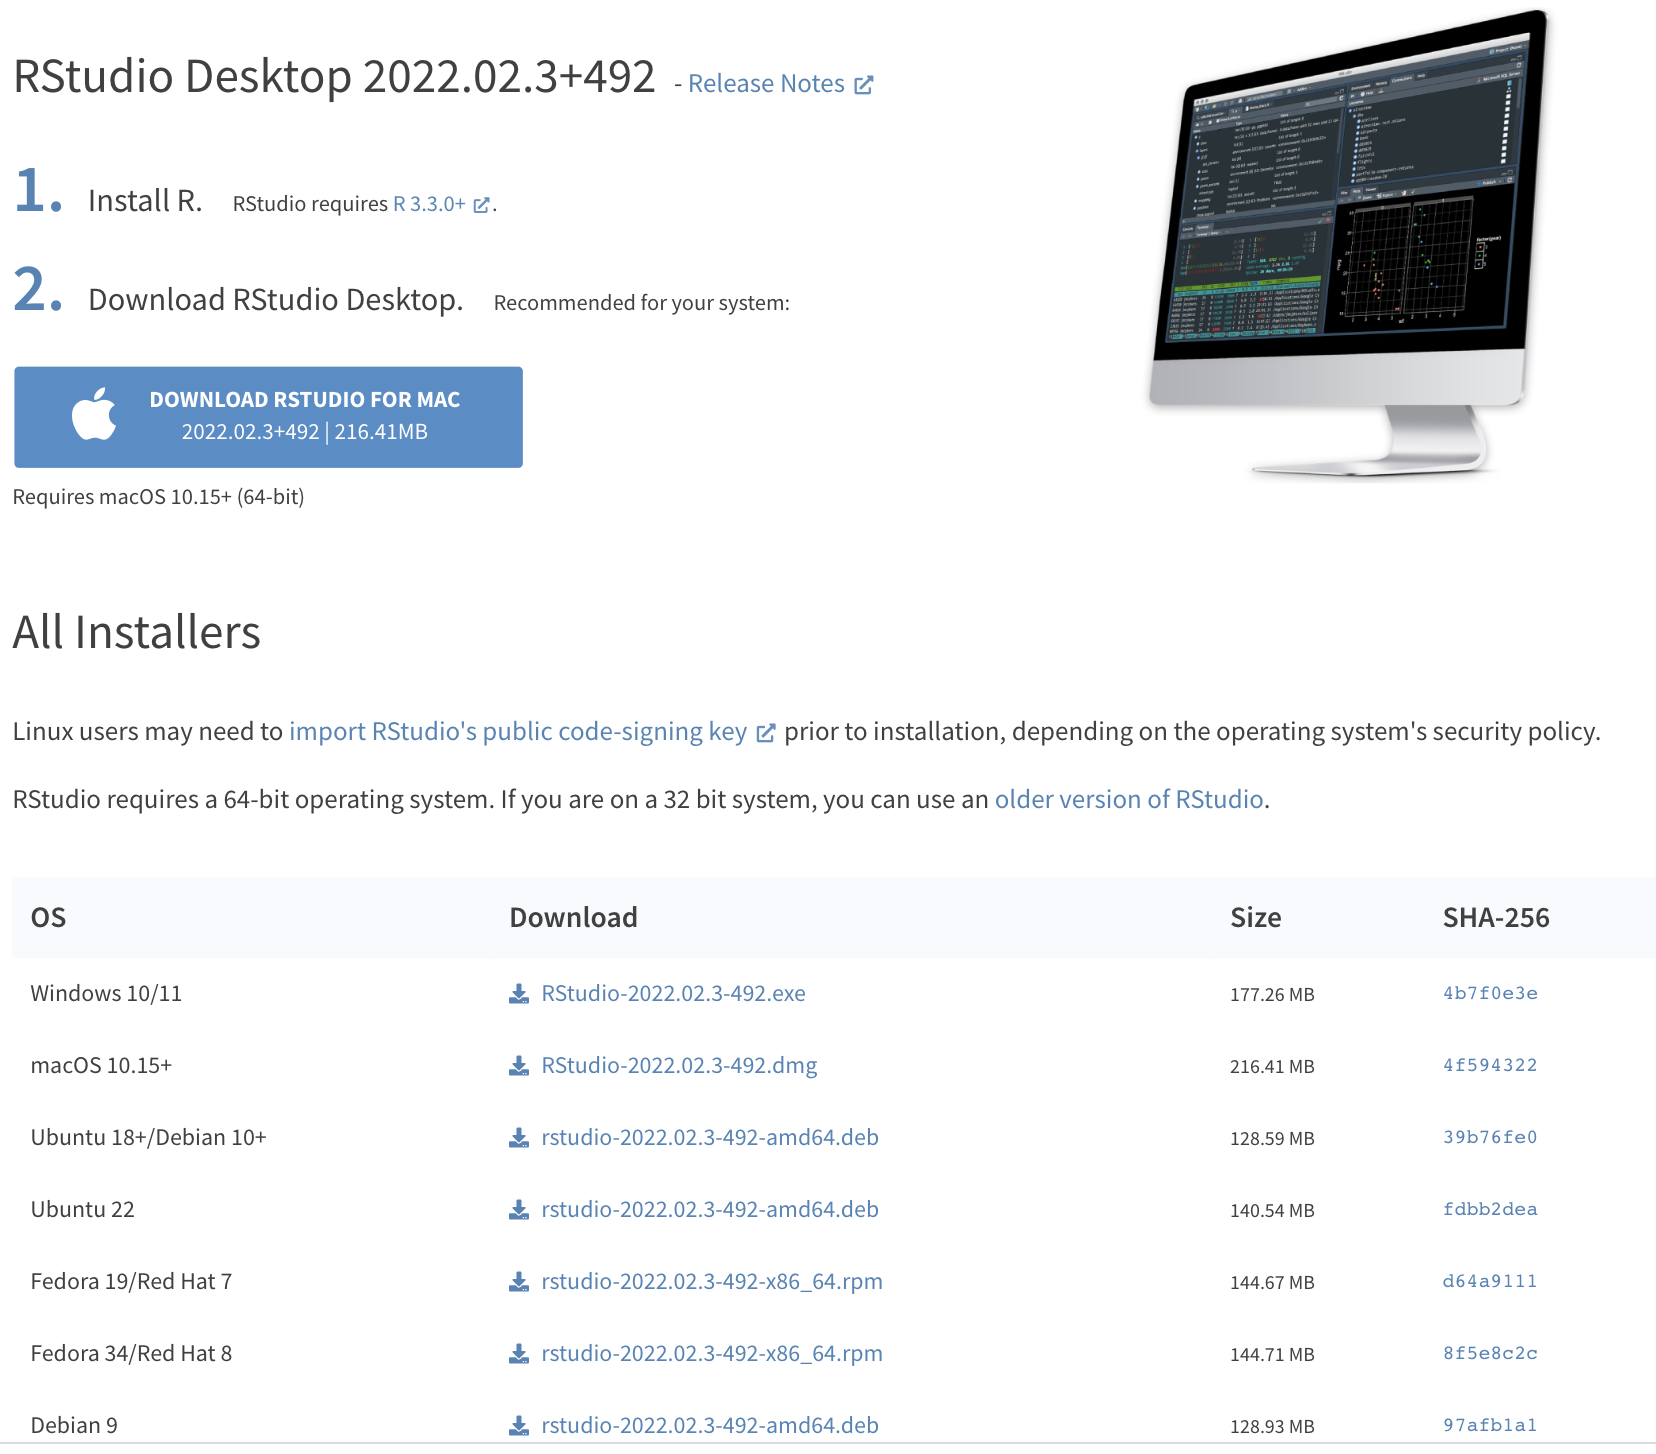 RStudio Desktop 2022.02.3+492 - Release Notes
1. Install R. RStudio requires R 3.3.0+.
2. Download RStudio Desktop. Recommended for your system:
DOWNLOAD RSTUDIO FOR MAC
2022.02.3+492 | 216.41MB
Requires macOS 10.15+ (64-bit)
All Installers
Linux users may need to import RStudio's public code-signing key prior to installation, depending on the operating system's security policy.
RStudio requires a 64-bit operating system. If you are on a 32 bit system, you can use an older version of RStudio.
OS Download Size SHA-256
Windows 10/11 RStudio-2022.02.3-492.exe 177.26 MB 4b7f0e3e
macOS 10.15+ RStudio-2022.02.3-492.dmg 216.41 MB 4f594322
Ubuntu 18+/Debian 10+ rstudio-2022.02.3-492-amd64.deb 128.59 MB 39b76fe0
Ubuntu 22 rstudio-2022.02.3-492-amd64.deb 140.54 MB fdbb2dea
Fedora 19/Red Hat 7 rstudio-2022.02.3-492-x86_64.rpm 144.67 MB d64a9111
Fedora 34/Red Hat 8 rstudio-2022.02.3-492-x86_64.rpm 144.71 MB 8f5e8c2c
Debian 9 rstudio-2022.02.3-492-amd64.deb 128.93 MB 97afb1a1